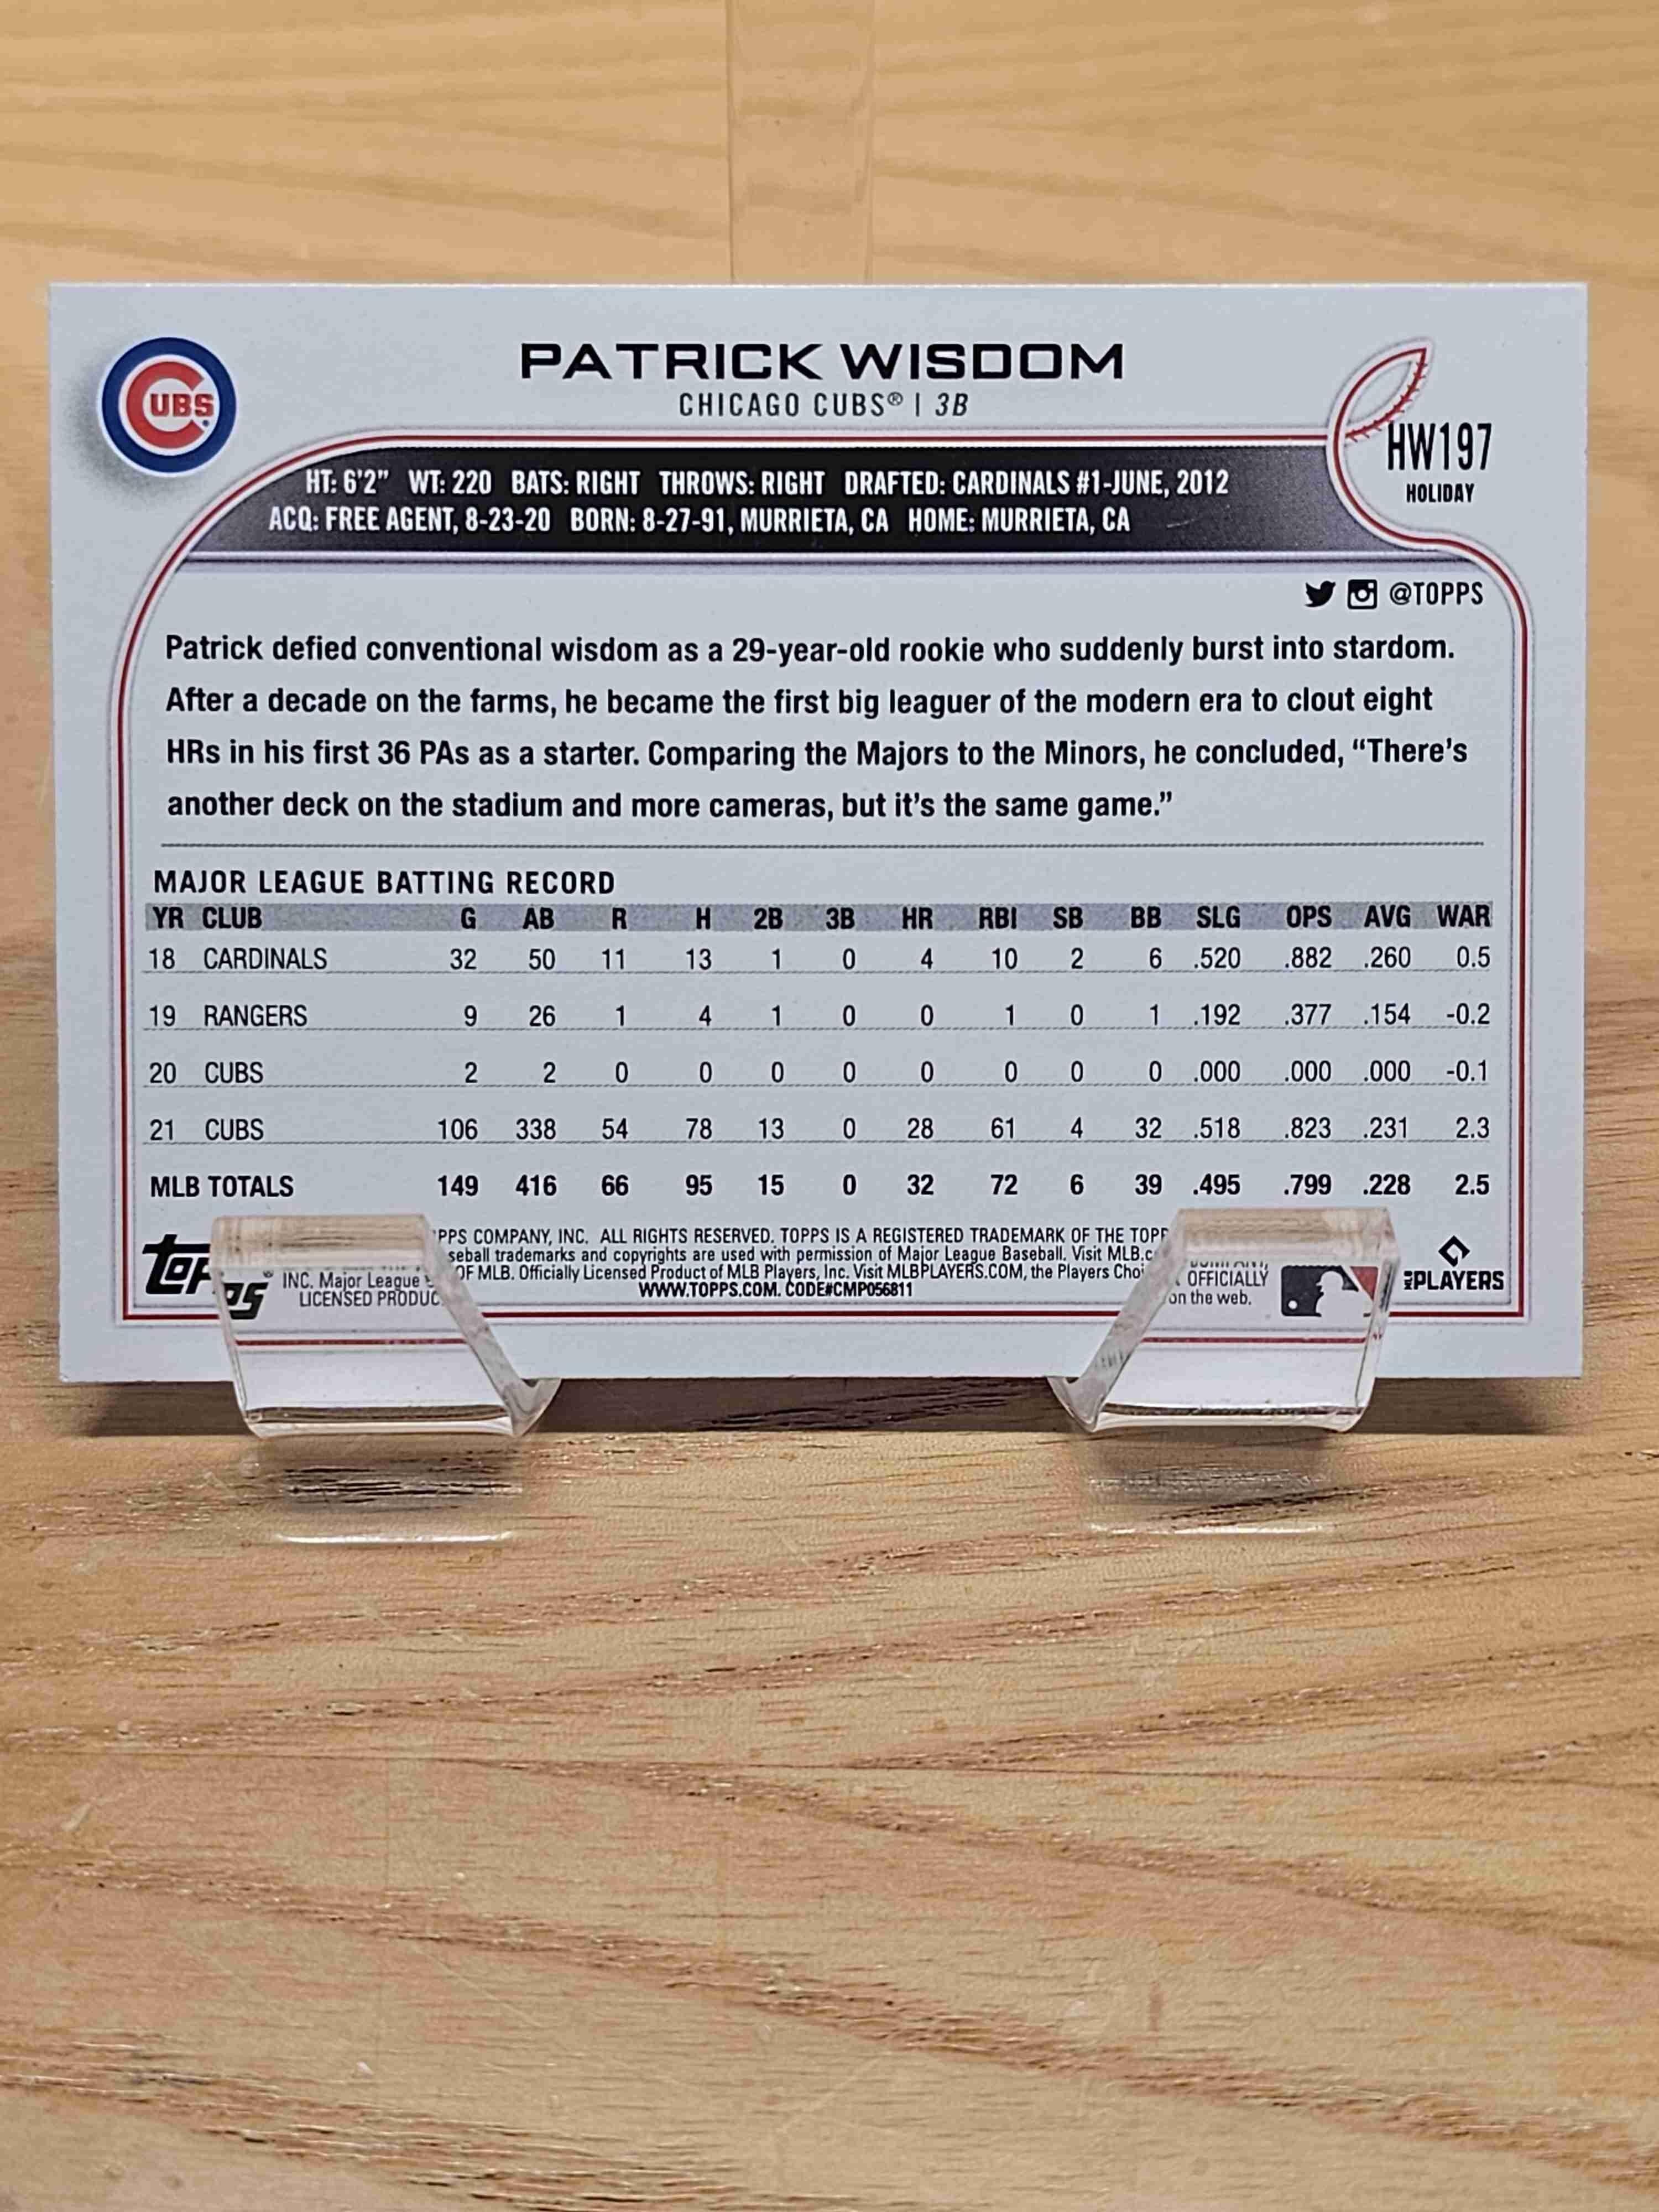 CUBS
PATRICK WISDOM
CHICAGO CUBS® | 3B
HW197
HOLIDAY
HT: 6'2" WT: 220 BATS: RIGHT THROWS: RIGHT DRAFTED: CARDINALS #1-JUNE, 2012
ACQ: FREE AGENT, 8-23-20 BORN: 8-27-91, MURRIETA, CA HOME: MURRIETA, CA
@TOPPS
Patrick defied conventional wisdom as a 29-year-old rookie who suddenly burst into stardom.
After a decade on the farms, he became the first big leaguer of the modern era to clout eight
HRs in his first 36 PAs as a starter. Comparing the Majors to the Minors, he concluded, “There's
another deck on the stadium and more cameras, but it's the same game.”
MAJOR LEAGUE BATTING RECORD
YR CLUB G AB R H 2B 3B HR RBI SB BB SLG OPS AVG WAR
18 CARDINALS 32 50 11 13 1 0 4 10 2 6 .520 .882 .260 0.5
19 RANGERS 9 26 1 4 1 0 0 1 0 1 .192 .377 .154 -0.2
20 CUBS 2 2 0 0 0 0 0 0 0 0 .000 .000 .000 -0.1
21 CUBS 106 338 54 78 13 0 28 61 4 32 .518 .823 .231 2.3
MLB TOTALS 149 416 66 95 15 0 32 72 6 39 .495 .799 .228 2.5
topps
COMPANY, INC. ALL RIGHTS RESERVED. TOPPS IS A REGISTERED TRADEMARK OF THE
trademarks and copyrights are used with permission of Major League Baseball. Visit
INC. Major League OF MLB. Officially Licensed Product of MLB Players, Inc. Visit MLBPLAYERS.COM, the Players OFFICIALLY
LICENSED WWW.TOPPS.COM. CODE#CMP056811 on the web.
MLB PLAYERS